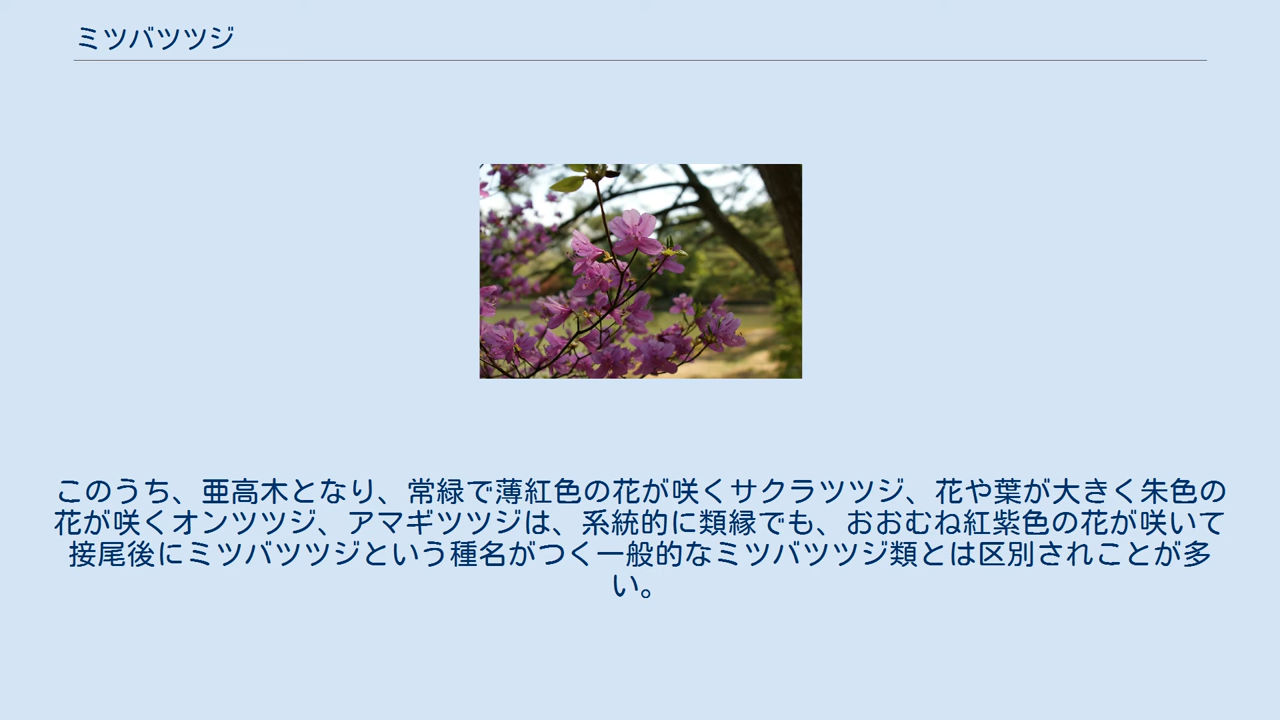 ミツバツツジ
このうち、亜高木となり、常緑で薄紅色の花が咲くサクラツツジ、花や葉が大きく朱色の
花が咲くオンツツジ、アマギツツジは、系統的に類縁でも、おおむね紅紫色の花が咲いて
接尾後にミツバツツジという種名がつく一般的なミツバツツジ類とは区別されことが多
い。